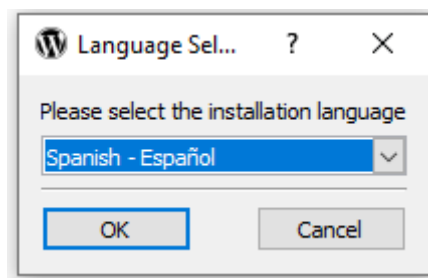 Language Sel...
?
Please select the installation language
Spanish - Español
OK
Cancel